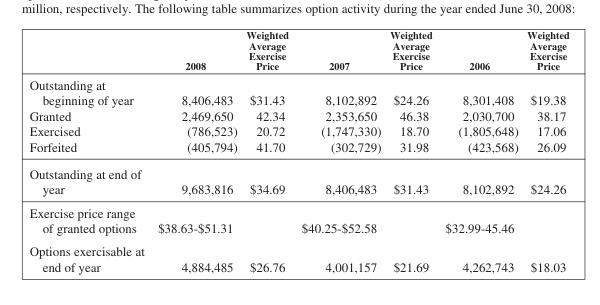 million, respectively. The following table summarizes option activity during the year ended June 30, 2008:
Weighted Weighted Weighted
Average Average Average
Exercise Exercise Exercise
2008 Price 2007 Price 2006 Price
Outstanding at
beginning of year 8,406,483 $31.43 8,102,892 $24.26 8,301,408 $19.38
Granted 2,469,650 42.34 2,353,650 46.38 2,030,700 38.17
Exercised (786,523) 20.72 (1,747,330) 18.70 (1,805,648) 17.06
Forfeited (405,794) 41.70 (302,729) 31.98 (423,568) 26.09
Outstanding at end of
year 9,683,816 $34.69 8,406,483 $31.43 8,102,892 $24.26
Exercise price range
of granted options $38.63-$51.31 $40.25-$52.58 $32.99-45.46
Options exercisable at
end of year 4,884,485 $26.76 4,001,157 $21.69 4,262,743 $18.03